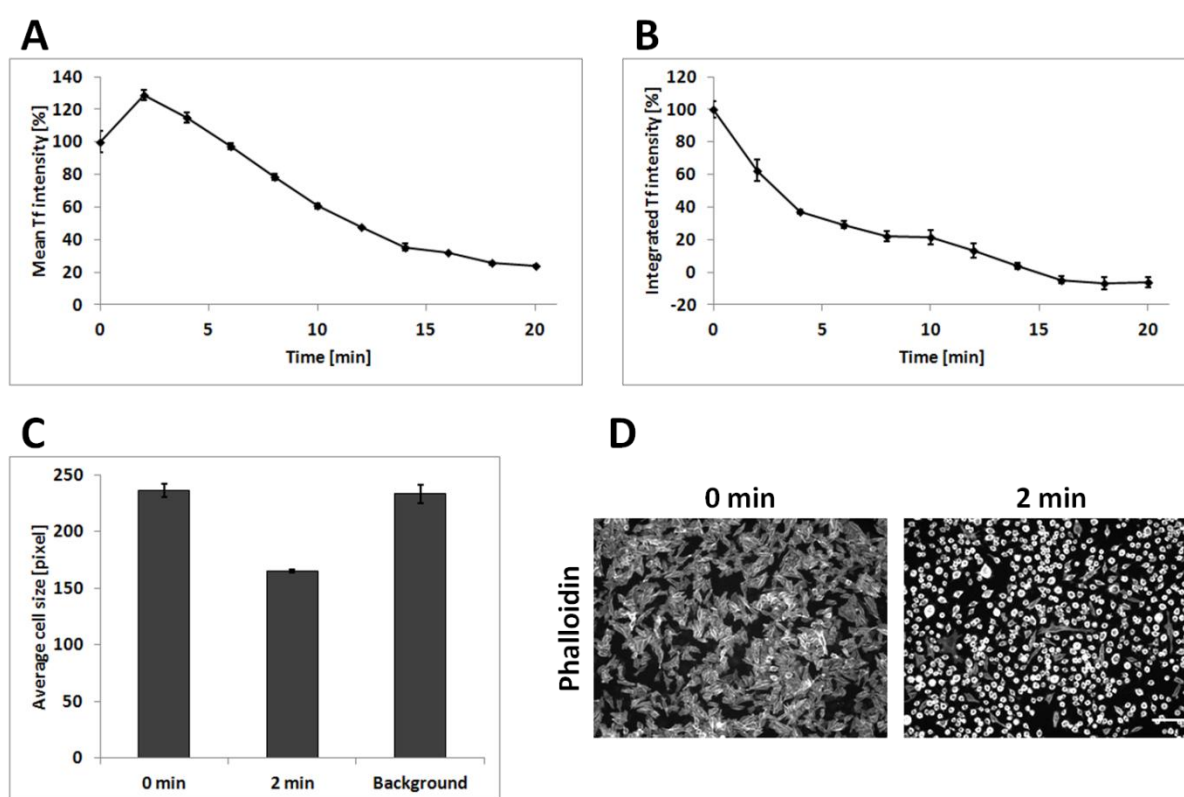 A
Mean Tf intensity [%]
140
120
100
80
60
40
20
0
0 5 10 15 20
Time [min]
B
Integrated Tf intensity [%]
120
100
80
60
40
20
0
-20
0 5 10 15 20
Time [min]
C
Average cell size [pixel]
250
200
150
100
50
0
0 min 2 min Background
D
0 min 2 min
Phalloidin